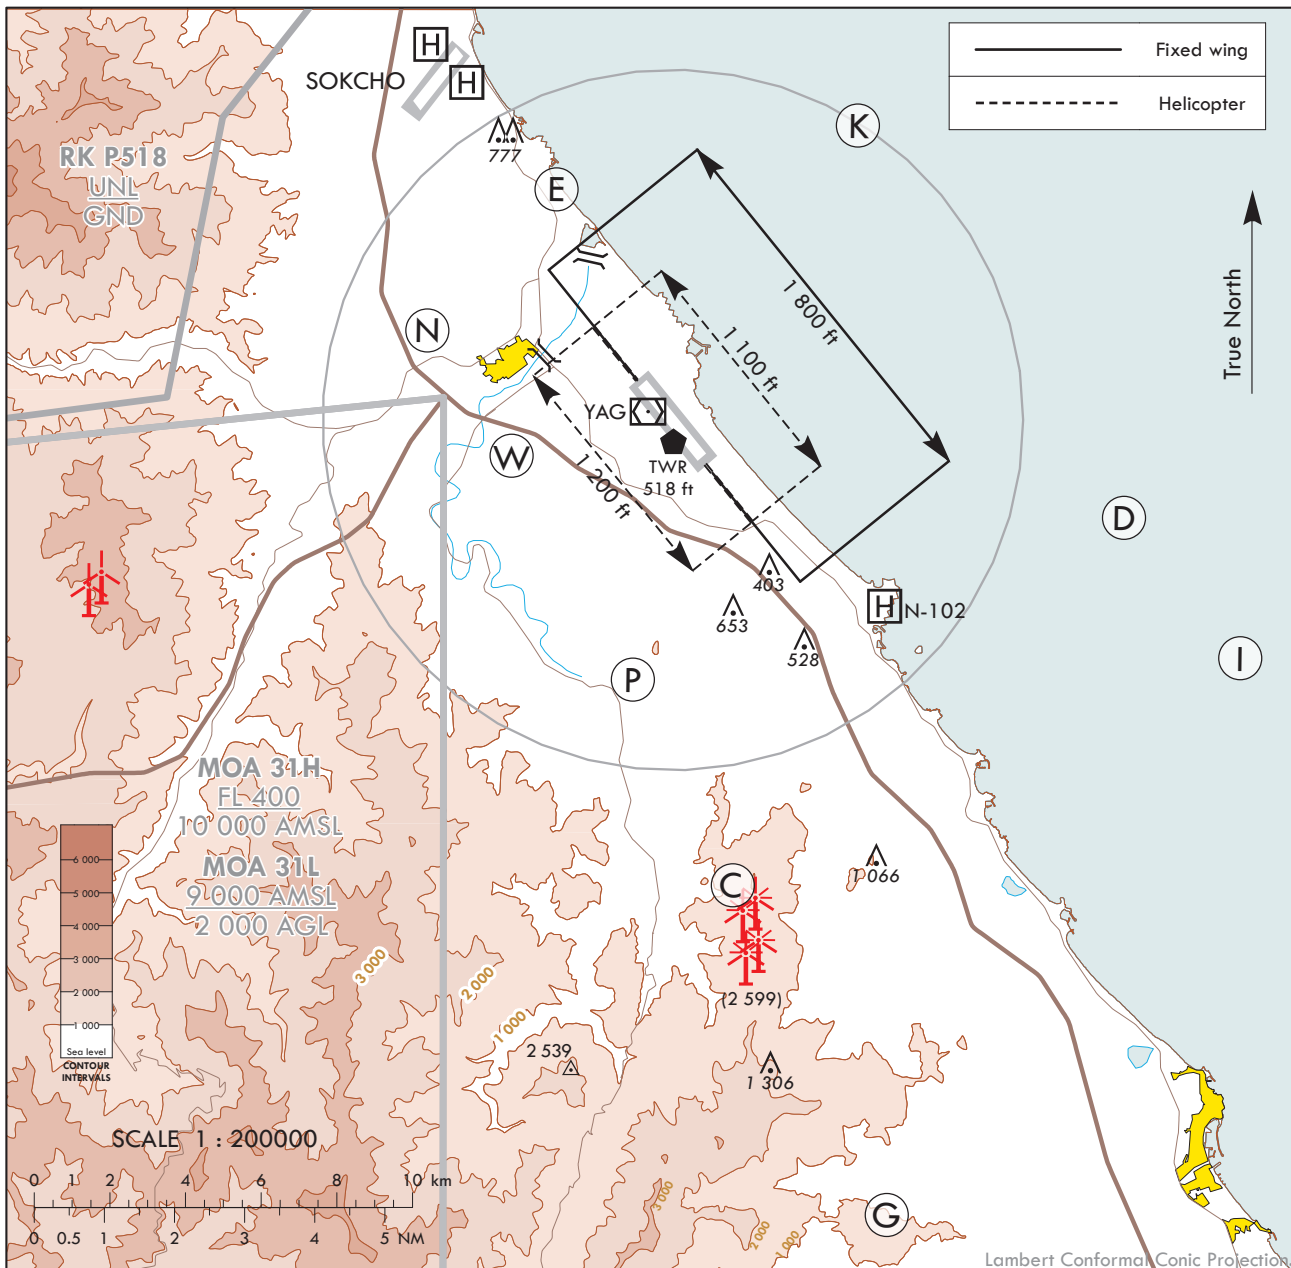 H
SOKCHO
H
Fixed wing
Helicopter
K
777
RK P518
UNL
GND
E
True North
1 800 ft
N
1 100 ft
YAG
W
TWR
518 ft
1 200 ft
D
403
653
H
N-102
528
I
P
MOA 31H
FL 400
10 000 AMSL
MOA 31L
9 000 AMSL
2 000 AGL
6 000
5 000
4 000
3 000
2 000
1 000
Sea level
CONTOUR
INTERVALS
C
1 066
3 000
2 000
1 000
(2 599)
2 539
1 306
SCALE 1 : 200000
0 1 2 4 6 8 10 km
0 0.5 1 2 3 4 5 NM
3 000
2 000
1 000
G
Lambert Conformal Conic Projection